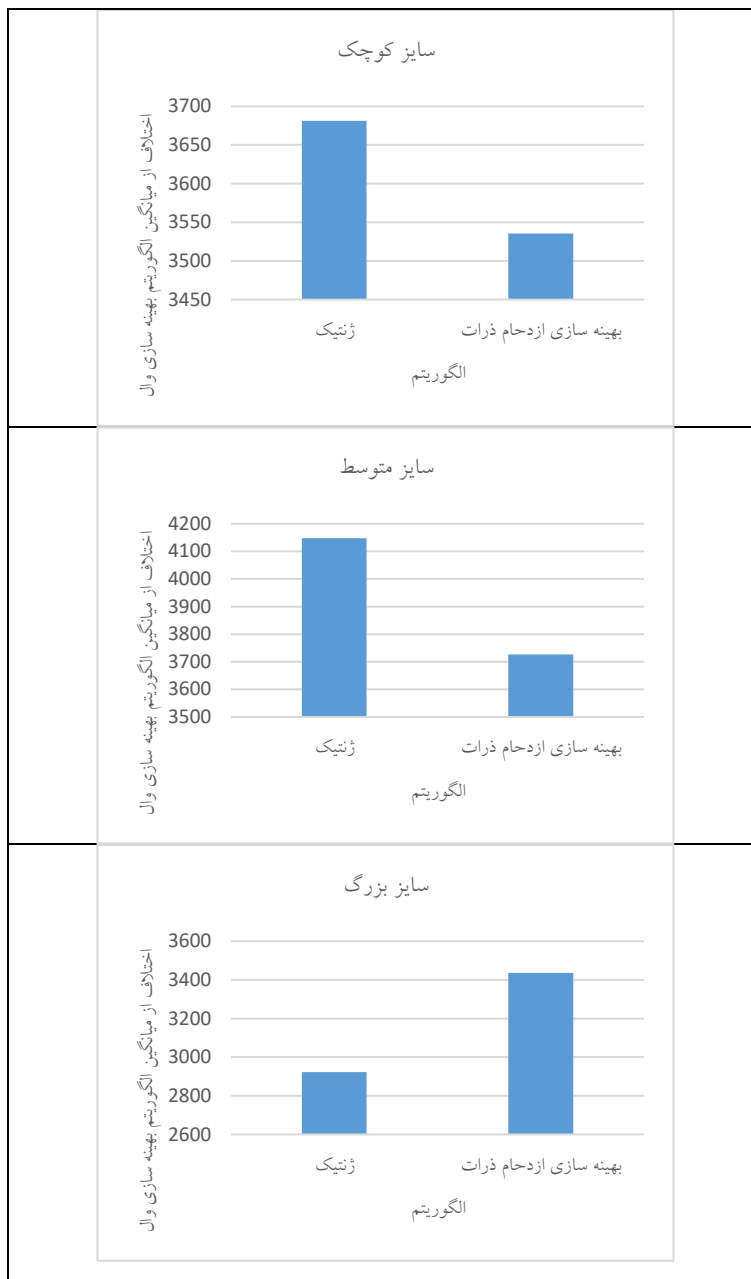 سایز کوچک
اختلاف از میانگین الگوریتم بهینه سازی وال
3700
3650
3600
3550
3500
3450
ژنتیک
بهینه سازی ازدحام ذرات
الگوریتم
سایز متوسط
اختلاف از میانگین الگوریتم بهینه سازی وال
4200
4100
4000
3900
3800
3700
3600
3500
ژنتیک
بهینه سازی ازدحام ذرات
الگوریتم
سایز بزرگ
اختلاف از میانگین الگوریتم بهینه سازی وال
3600
3400
3200
3000
2800
2600
ژنتیک
بهینه سازی ازدحام ذرات
الگوریتم